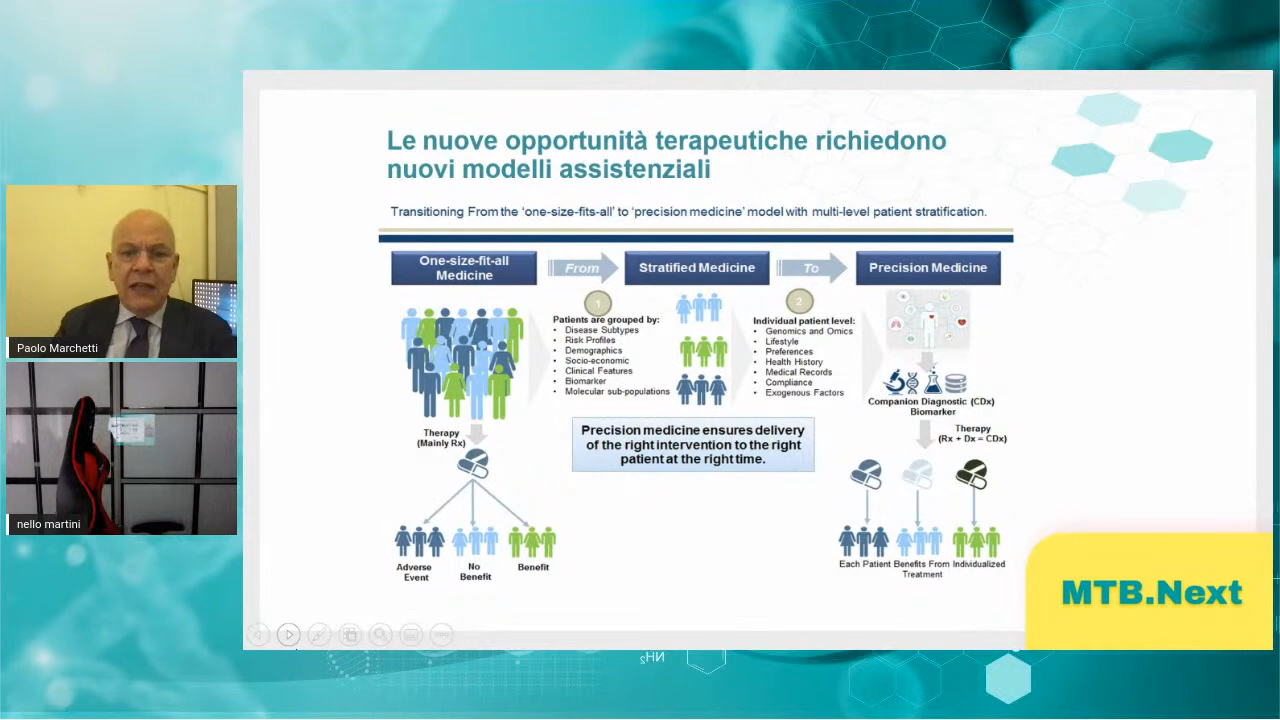 Le nuove opportunità terapeutiche richiedono
nuovi modelli assistenziali
Transitioning From the 'one-size-fits-all' to 'precision medicine' model with multi-level patient stratification.
One-size-fit-all
Medicine
From
Stratified Medicine
To
Precision Medicine
1
Patients are grouped by:
• Disease Subtypes
• Risk Profiles
• Demographics
• Socio-economic
• Clinical Features
• Biomarker
• Molecular sub-populations
2
Individual patient level:
• Genomics and Omics
• Lifestyle
• Preferences
• Health History
• Medical Records
• Compliance
• Exogenous Factors
Companion Diagnostic (CDx)
Biomarker
Therapy
(Mainly Rx)
Precision medicine ensures delivery
of the right intervention to the right
patient at the right time.
Therapy
(Rx + Dx = CDx)
Adverse
Event
No
Benefit
Benefit
Each Patient Benefits From Individualized
Treatment
Paolo Marchetti
nello martini
MTB.Next
NH₂